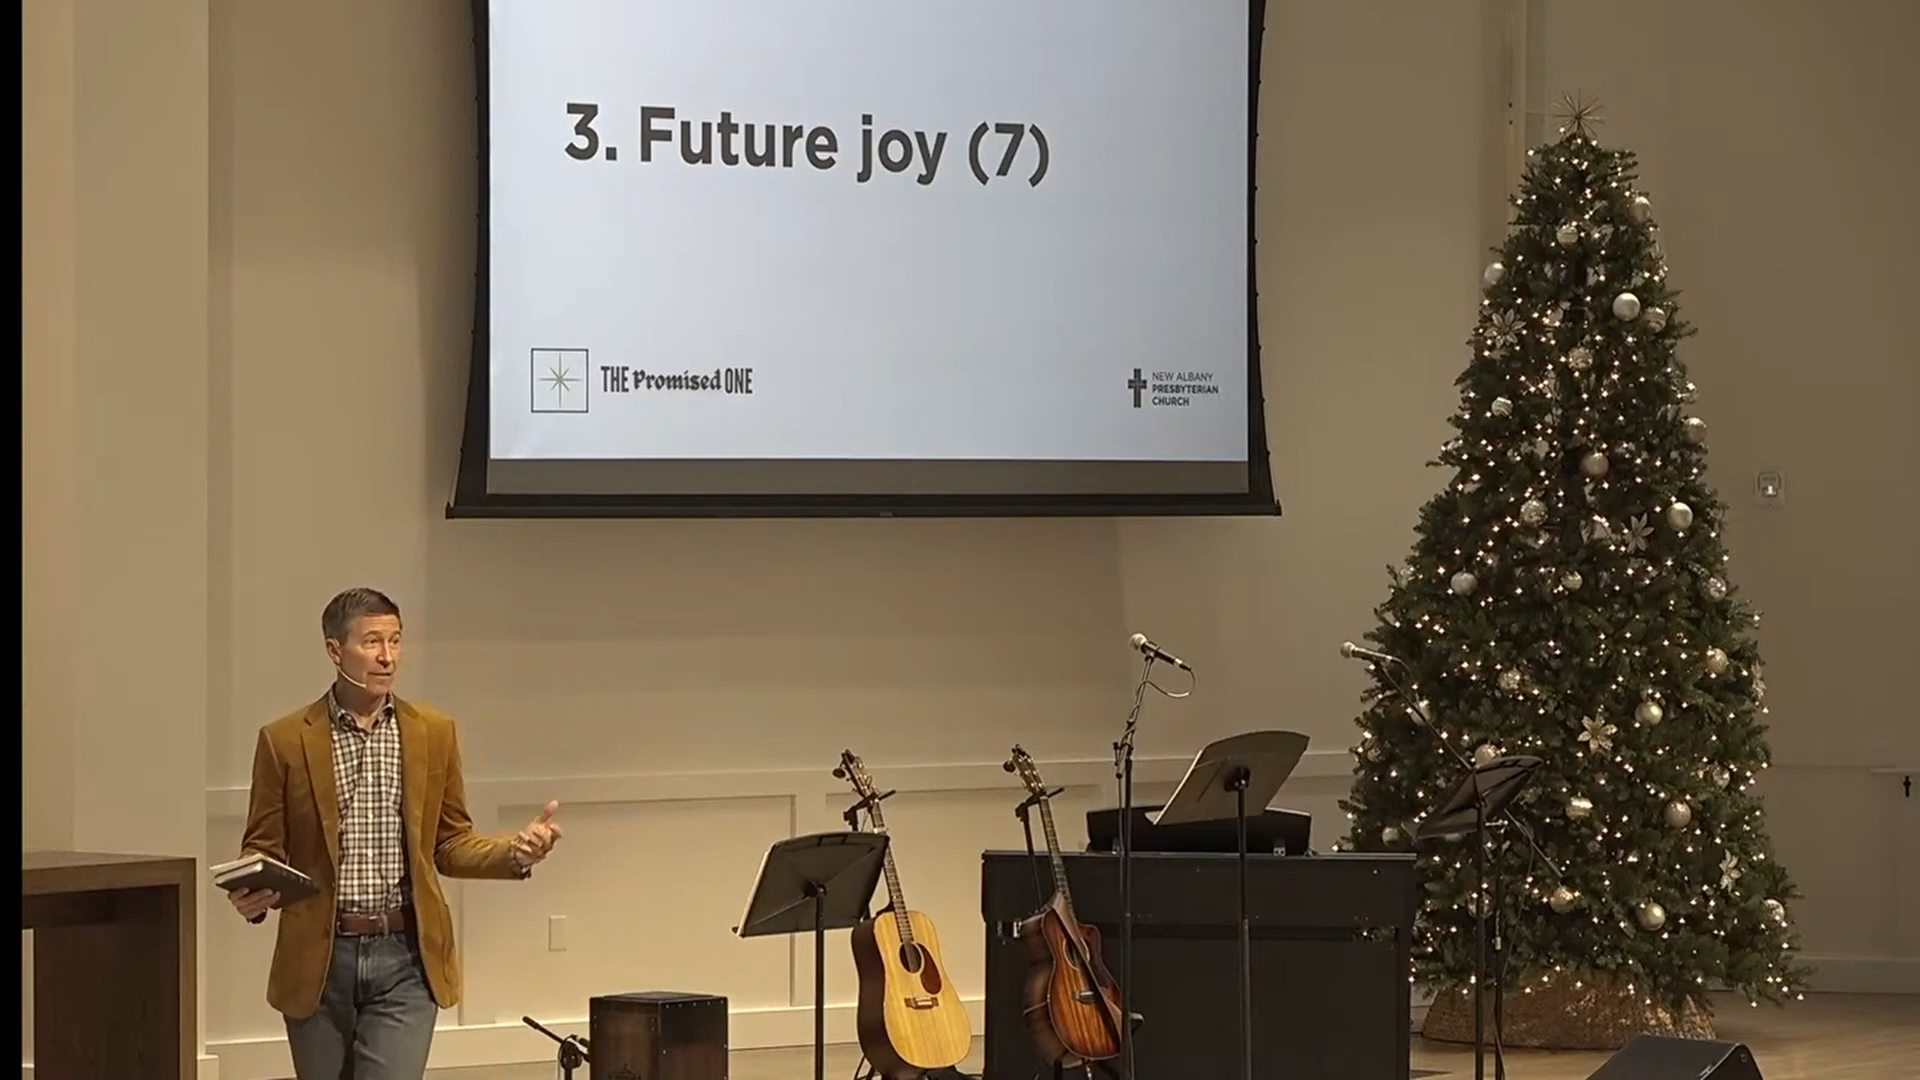 3. Future joy (7)
THE Promised ONE
NEW ALBANY
PRESBYTERIAN
CHURCH